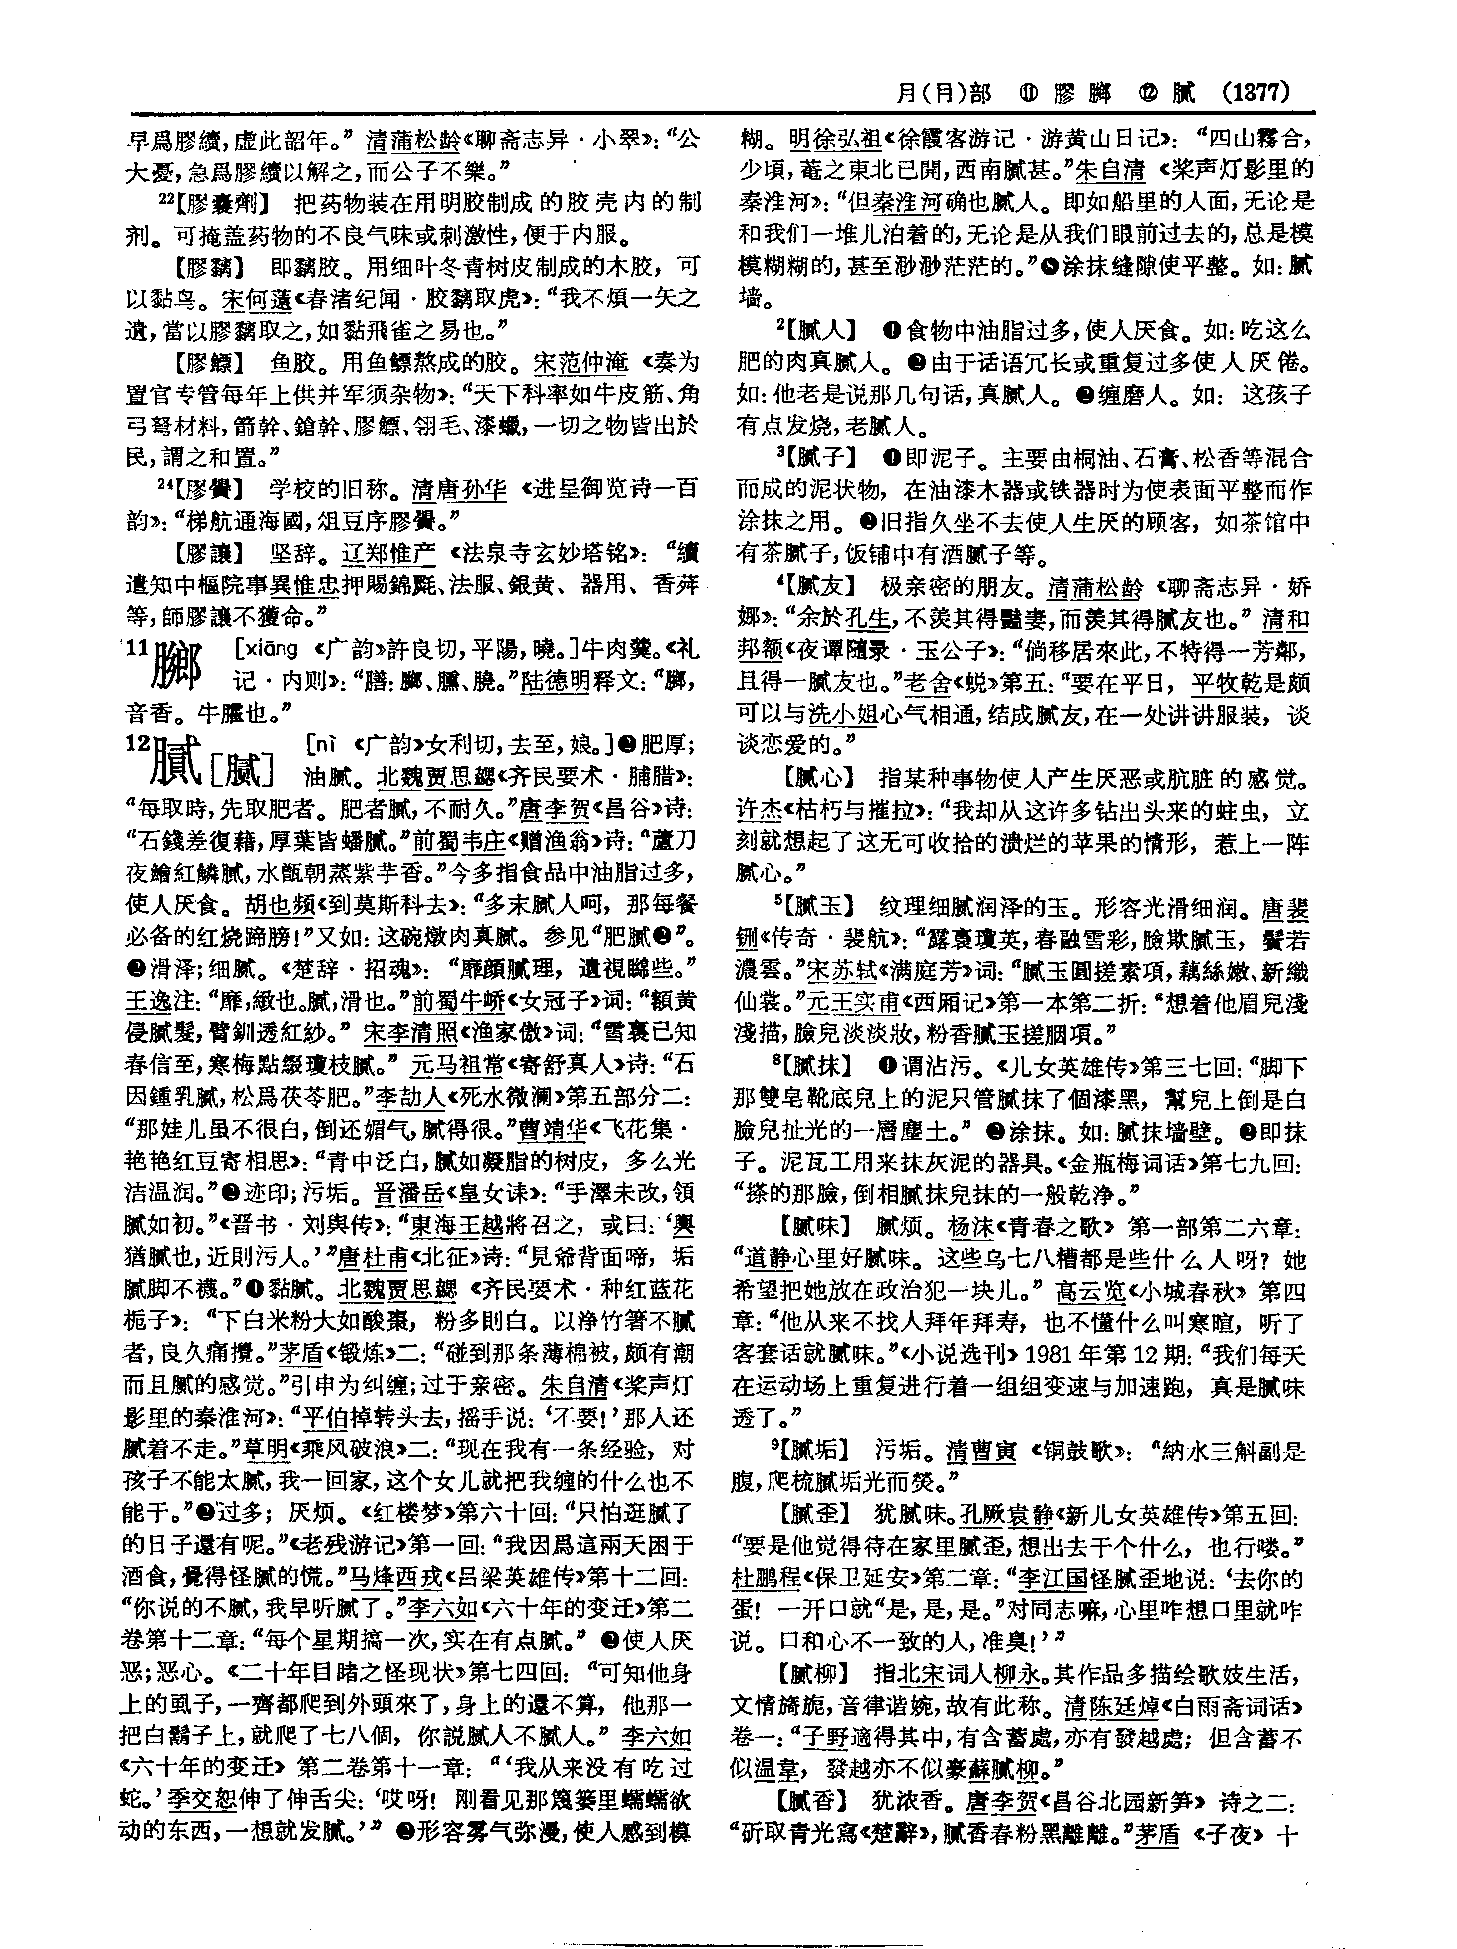 月(⺼)部 ⑪ 膠膷 ⑫ 膩 (1377)
早爲膠續,虚此韶年。”清蒲松龄《聊斋志异·小翠》:“公
大憂,急爲膠續以解之,而公子不樂。”
22【膠囊劑】 把药物装在用明胶制成的胶壳内的制
剂。可掩盖药物的不良气味或刺激性,便于内服。
【膠黐】 即黐胶。用细叶冬青树皮制成的木胶,可
以黏鸟。宋何薳《春渚纪闻·胶黐取虎》:“我不煩一矢之
遺,當以膠黐取之,如黏飛雀之易也。”
【膠鰾】 鱼胶。用鱼鳔熬成的胶。宋范仲淹《奏为
置官专管每年上供并军须杂物》:“天下科率如牛皮筋、角
弓弩材料,箭幹、鎗幹、膠鰾、翎毛、漆蠟,一切之物皆出於
民,謂之和置。”
24【膠黌】 学校的旧称。清唐孙华《进呈御览诗一百
韵》:“梯航通海國,俎豆序膠黌。”
【膠讓】 坚辞。辽郑惟产《法泉寺玄妙塔铭》:“續
遣知中樞院事異惟忠押賜錦毳、法服、銀黄、器用、香荈
等,師膠讓不獲命。”
11膷 [xiāng 《广韵》許良切,平陽,曉。]牛肉羹。《礼
记·内则》:“膳:膷、臐、膮。”陆德明释文:“膷,
音香。牛臛也。”
12膩[腻] [nì 《广韵》女利切,去至,娘。]❶肥厚;
油腻。北魏贾思勰《齐民要术·脯腊》:
“每取時,先取肥者。肥者腻,不耐久。”唐李贺《昌谷》诗:
“石錢差復藉,厚葉皆蟠腻。”前蜀韦庄《赠渔翁》诗:“蘆刀
夜鱠紅鱗腻,水甑朝蒸紫芋香。”今多指食品中油脂过多,
使人厌食。胡也频《到莫斯科去》:“多末腻人呵,那每餐
必备的红烧蹄膀!”又如:这碗燉肉真腻。参见“肥腻❶”。
❷滑泽;细腻。《楚辞·招魂》:“靡顔膩理,遺視矊些。”
王逸注:“靡,緻也。膩,滑也。”前蜀牛峤《女冠子》词:“額黄
侵膩髮,臂釧透紅紗。”宋李清照《渔家傲》词:“雪裏已知
春信至,寒梅點綴瓊枝膩。”元马祖常《寄舒真人》诗:“石
因鍾乳膩,松爲茯苓肥。”李劼人《死水微澜》第五部分二:
“那娃儿虽不很白,倒还媚气,腻得很。”曹靖华《飞花集·
艳艳红豆寄相思》:“青中泛白,腻如凝脂的树皮,多么光
洁温润。”❸迹印;污垢。晋潘岳《皇女诔》:“手澤未改,領
膩如初。”《晋书·刘舆传》:“東海王越將召之,或曰:‘輿
猶膩也,近則污人。’”唐杜甫《北征》诗:“見爺背面啼,垢
膩脚不襪。”❹黏腻。北魏贾思勰《齐民要术·种红蓝花
栀子》:“下白米粉大如酸棗,粉多則白。以净竹箸不腻
者,良久痛攪。”茅盾《锻炼》二:“碰到那条薄棉被,颇有潮
而且腻的感觉。”引申为纠缠;过于亲密。朱自清《桨声灯
影里的秦淮河》:“平伯掉转头去,摇手说:‘不要!’那人还
腻着不走。”草明《乘风破浪》二:“现在我有一条经验,对
孩子不能太腻,我一回家,这个女儿就把我缠的什么也不
能干。”❺过多;厌烦。《红楼梦》第六十回:“只怕逛膩了
的日子還有呢。”《老残游记》第一回:“我因爲這兩天困于
酒食,覺得怪膩的慌。”马烽西戎《吕梁英雄传》第十二回:
“你说的不腻,我早听腻了。”李六如《六十年的变迁》第二
卷第十二章:“每个星期搞一次,实在有点腻。”❻使人厌
恶;恶心。《二十年目睹之怪现状》第七四回:“可知他身
上的虱子,一齊都爬到外頭來了,身上的還不算,他那一
把白鬍子上,就爬了七八個,你説膩人不膩人。”李六如
《六十年的变迁》第二卷第十一章:“‘我从来没有吃过
蛇。’季交恕伸了伸舌尖:‘哎呀!刚看见那篾篓里蠕蠕欲
动的东西,一想就发腻。’”❼形容雾气弥漫,使人感到模
糊。明徐弘祖《徐霞客游记·游黄山日记》:“四山霧合,
少頃,菴之東北已開,西南膩甚。”朱自清《桨声灯影里的
秦淮河》:“但秦淮河确也腻人。即如船里的人面,无论是
和我们一堆儿泊着的,无论是从我们眼前过去的,总是模
模糊糊的,甚至渺渺茫茫的。”❽涂抹缝隙使平整。如:腻
墙。
2【膩人】 ❶食物中油脂过多,使人厌食。如:吃这么
肥的肉真腻人。❷由于话语冗长或重复过多使人厌倦。
如:他老是说那几句话,真腻人。❸缠磨人。如:这孩子
有点发烧,老腻人。
3【膩子】 ❶即泥子。主要由桐油、石膏、松香等混合
而成的泥状物,在油漆木器或铁器时为使表面平整而作
涂抹之用。❷旧指久坐不去使人生厌的顾客,如茶馆中
有茶腻子,饭铺中有酒腻子等。
4【膩友】 极亲密的朋友。清蒲松龄《聊斋志异·娇
娜》:“余於孔生,不羡其得豔妻,而羡其得膩友也。”清和
邦额《夜谭随录·玉公子》:“倘移居來此,不特得一芳鄰,
且得一膩友也。”老舍《蜕》第五:“要在平日,平牧乾是颇
可以与洗小姐心气相通,结成腻友,在一处讲讲服装,谈
谈恋爱的。”
【膩心】 指某种事物使人产生厌恶或肮脏的感觉。
许杰《枯朽与摧拉》:“我却从这许多钻出头来的蛀虫,立
刻就想起了这无可收拾的溃烂的苹果的情形,惹上一阵
腻心。”
5【膩玉】 纹理细腻润泽的玉。形容光滑细润。唐裴
铏《传奇·裴航》:“露裛瓊英,春融雪彩,臉欺膩玉,鬢若
濃雲。”宋苏轼《满庭芳》词:“膩玉圓搓素項,藕絲嫩、新織
仙裳。”元王实甫《西厢记》第一本第二折:“想着他眉兒淺
淺描,臉兒淡淡妝,粉香膩玉搓胭項。”
8【膩抹】 ❶谓沾污。《儿女英雄传》第三七回:“脚下
那雙皂靴底兒上的泥只管膩抹了個漆黑,幫兒上倒是白
臉兒扯光的一層塵土。”❷涂抹。如:腻抹墙壁。❸即抹
子。泥瓦工用来抹灰泥的器具。《金瓶梅词话》第七九回:
“搽的那臉,倒相膩抹兒抹的一般乾净。”
【膩味】 腻烦。杨沫《青春之歌》第一部第二六章:
“道静心里好腻味。这些乌七八糟都是些什么人呀?她
希望把她放在政治犯一块儿。”高云览《小城春秋》第四
章:“他从来不找人拜年拜寿,也不懂什么叫寒暄,听了
客套话就腻味。”《小说选刊》1981年第12期:“我们每天
在运动场上重复进行着一组组变速与加速跑,真是腻味
透了。”
9【膩垢】 污垢。清曹寅《铜鼓歌》:“納水三斛副是
腹,爬梳膩垢光而熒。”
【膩歪】 犹腻味。孔厥袁静《新儿女英雄传》第五回:
“要是他觉得待在家里腻歪,想出去干个什么,也行喽。”
杜鹏程《保卫延安》第二章:“李江国怪腻歪地说:‘去你的
蛋!一开口就“是,是,是。”对同志嘛,心里咋想口里就咋
说。口和心不一致的人,准臭!’”
【膩柳】 指北宋词人柳永。其作品多描绘歌妓生活,
文情旖旎,音律谐婉,故有此称。清陈廷焯《白雨斋词话》
卷一:“子野適得其中,有含蓄處,亦有發越處;但含蓄不
似温韋,發越亦不似豪蘇膩柳。”
【膩香】 犹浓香。唐李贺《昌谷北园新笋》诗之二:
“斫取青光寫《楚辭》,膩香春粉黑離離。”茅盾《子夜》十